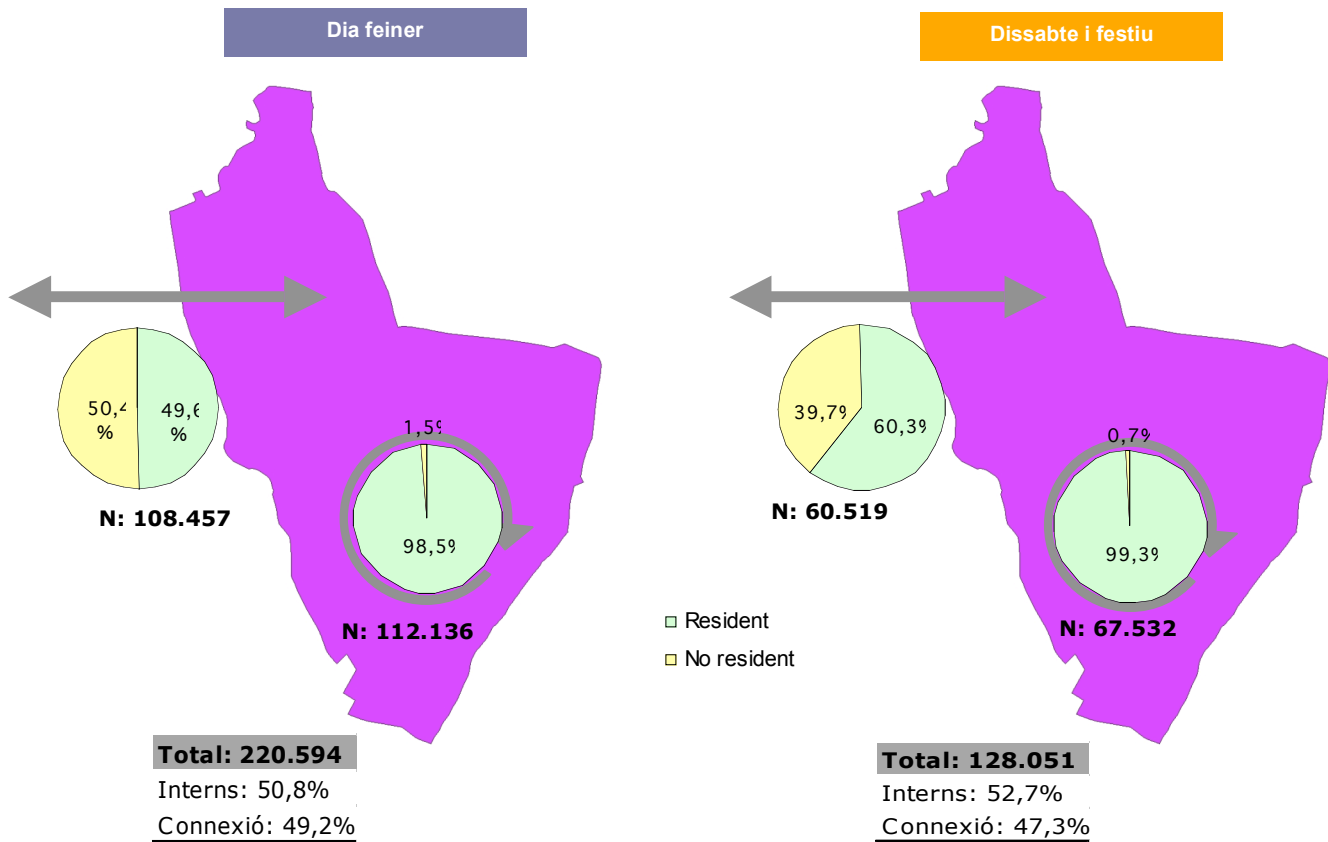 Dia feiner
Dissabte i festiu
50,4
%
49,6
%
N: 108.457
1,5%
98,5%
N: 112.136
39,7%
60,3%
N: 60.519
0,7%
99,3%
N: 67.532
Resident
No resident
Total: 220.594
Interns: 50,8%
Connexió: 49,2%
Total: 128.051
Interns: 52,7%
Connexió: 47,3%